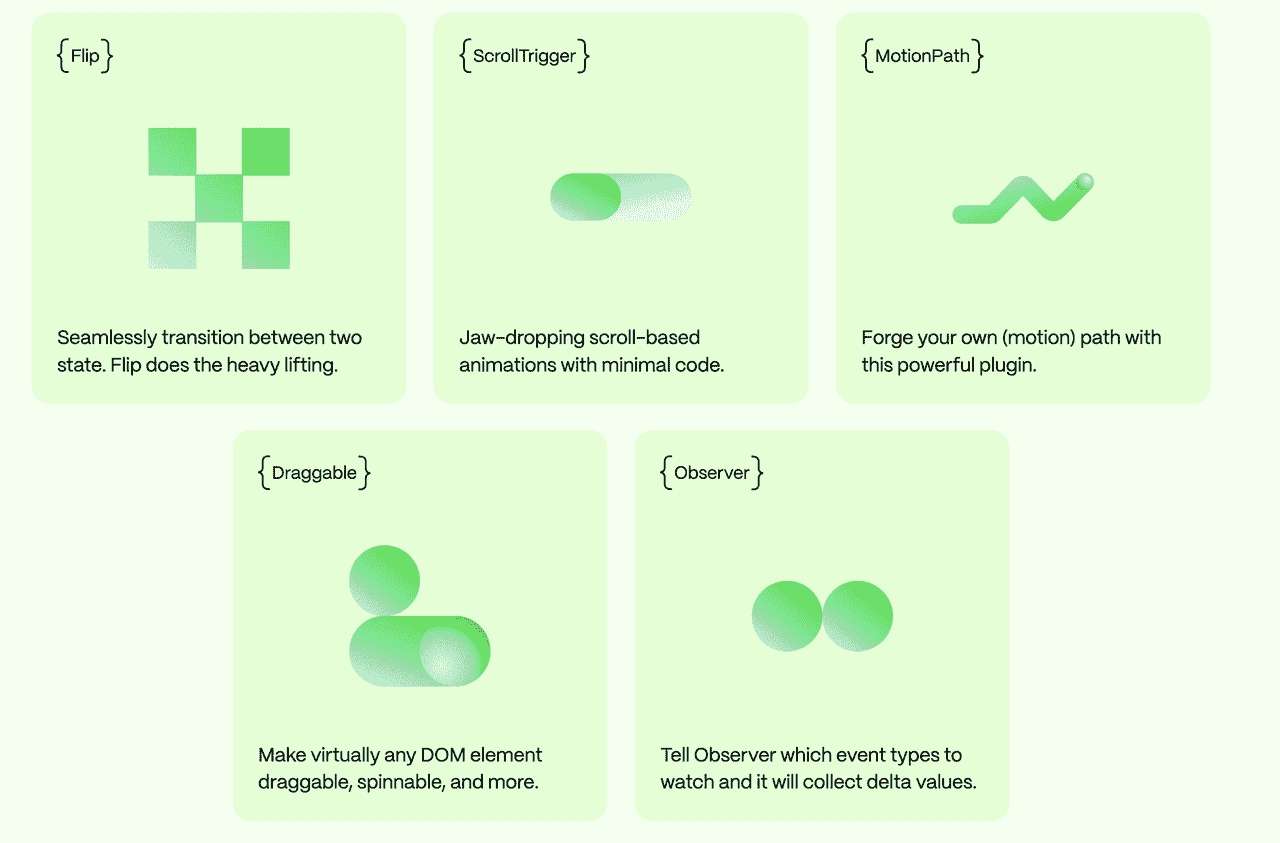 {Flip}
Seamlessly transition between two
state. Flip does the heavy lifting.
{ScrollTrigger}
Jaw-dropping scroll-based
animations with minimal code.
{MotionPath}
Forge your own (motion) path with
this powerful plugin.
{Draggable}
Make virtually any DOM element
draggable, spinnable, and more.
{Observer}
Tell Observer which event types to
watch and it will collect delta values.